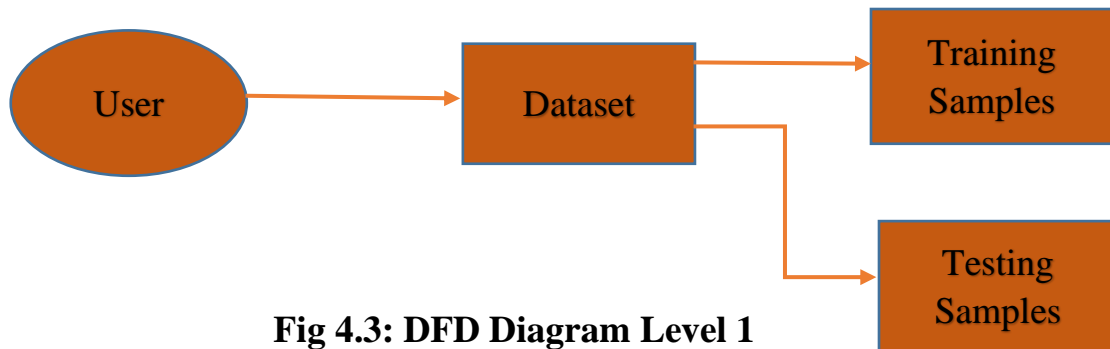 User
Dataset
Training
Samples
Testing
Samples
Fig 4.3: DFD Diagram Level 1